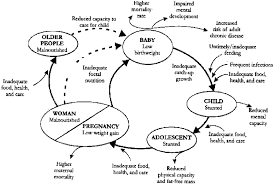 Higher
mortality
rate
Impaired
mental
development
Increased
risk of adult
chronic disease
Reduced capacity to
care for child
OLDER
PEOPLE
Malnourished
BABY
Low
birthweight
Untimely/inadequate
feeding
Frequent infections
Inadequate
catch-up
growth
Inadequate
food,
health,
and care
Inadequate
foetal
nutrition
Inadequate
food, health,
and care
CHILD
Stunted
Reduced
mental
capacity
WOMAN
Malnourished
PREGNANCY
Low weight gain
ADOLESCENT
Stunted
Inadequate food,
health, and care
Higher
maternal
mortality
Inadequate
food, health,
and care
Reduced
physical capacity
and fat-free mass